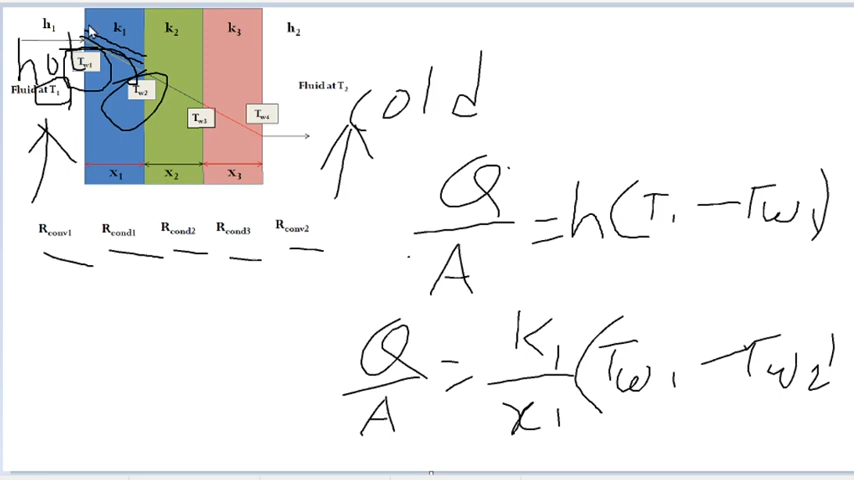 h₁ k₁ k₂ k₃ h₂
hot Tw1
Fluid at T₁ Tw2 Fluid at T₂ cold
Tw3 Tw4
x₁ x₂ x₃
Rconv1 Rcond1 Rcond2 Rcond3 Rconv2
Q/A = h(T₁ - Tw₁)
Q/A = K₁/x₁ (Tw₁ - Tw₂)